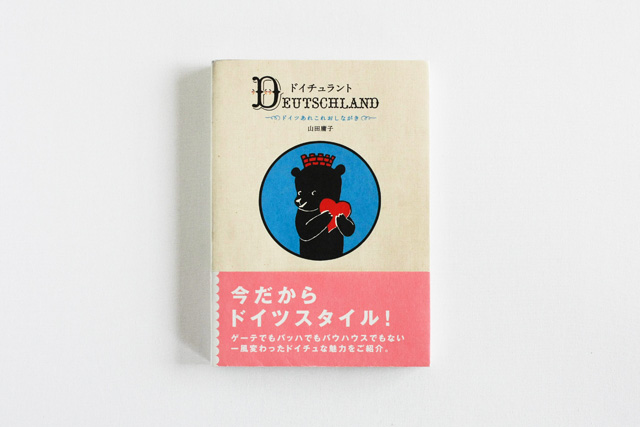 ドイチュラント
DEUTSCHLAND
ドイツあれこれおしながき
山田庸子
今だから
ドイツスタイル!
ゲーテでもバッハでもバウハウスでもない
一風変わったドイチュな魅力をご紹介。